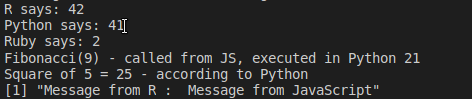 R says: 42
Python says: 41
Ruby says: 2
Fibonacci(9) - called from JS, executed in Python 21
Square of 5 = 25 - according to Python
[1] "Message from R :  Message from JavaScript"